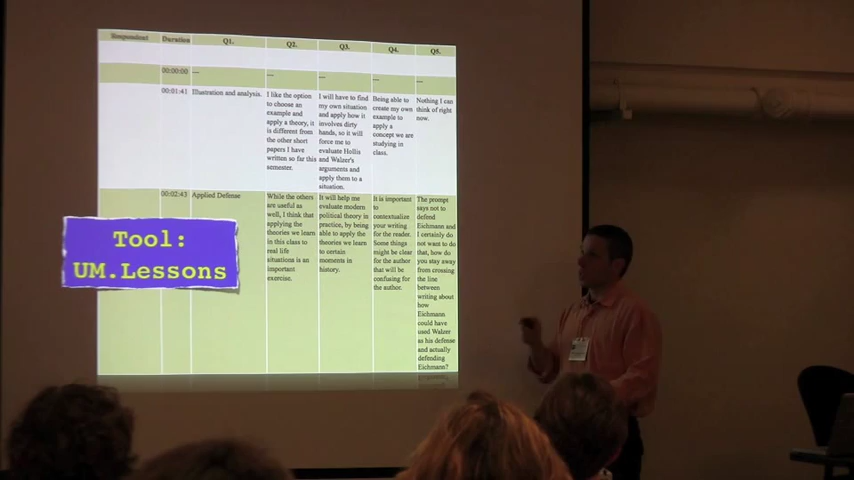 Respondent Duration Q1. Q2. Q3. Q4. Q5.
00:00:00 --- --- --- --- ---
00:01:41
Illustration and analysis.
I like the option
to choose an
example and
apply a theory, it
is different from
the other short
papers I have
written so far this
semester.
I will have to find
my own situation
and apply how it
involves dirty
hands, so it will
force me to
evaluate Hollis
and Walzer's
arguments and
apply them to a
situation.
Being able to
create my own
example to
apply a
concept we are
studying in
class.
Nothing I can
think of right
now.
00:02:43
Applied Defense
While the others
are useful as
well, I think that
applying the
theories we learn
in this class to
real life
situations is an
important
exercise.
It will help me
evaluate modern
political theory in
practice, by being
able to apply the
theories we learn
to certain
moments in
history.
It is important
to
contextualize
your writing
for the reader.
Some things
might be clear
for the author
that will be
confusing for
the author.
The prompt
says not to
defend
Eichmann and
I certainly do
not want to do
that, how do
you stay away
from crossing
the line
between
writing about
how
Eichmann
could have
used Walzer
as his defense
and actually
defending
Eichmann?
Tool:
UM.Lessons